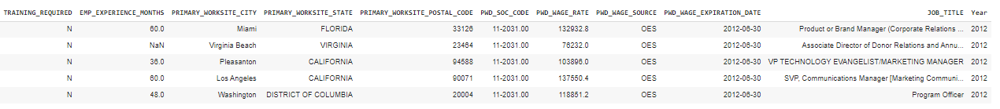 TRAINING_REQUIRED EMP_EXPERIENCE_MONTHS PRIMARY_WORKSITE_CITY PRIMARY_WORKSITE_STATE PRIMARY_WORKSITE_POSTAL_CODE PWD_SOC_CODE PWD_WAGE_RATE PWD_WAGE_SOURCE PWD_WAGE_EXPIRATION_DATE JOB_TITLE Year
N 60.0 Miami FLORIDA 33126 11-2031.00 132932.8 OES 2012-06-30 Product or Brand Manager (Corporate Relations ... 2012
N NaN Virginia Beach VIRGINIA 23464 11-2031.00 76232.0 OES 2012-06-30 Associate Director of Donor Relations and Annu... 2012
N 36.0 Pleasanton CALIFORNIA 94588 11-2031.00 103896.0 OES 2012-06-30 VP TECHNOLOGY EVANGELIST/MARKETING MANAGER 2012
N 60.0 Los Angeles CALIFORNIA 90071 11-2031.00 137550.4 OES 2012-06-30 SVP, Communications Manager [Marketing Communi... 2012
N 48.0 Washington DISTRICT OF COLUMBIA 20004 11-2031.00 118851.2 OES 2012-06-30 Program Officer 2012